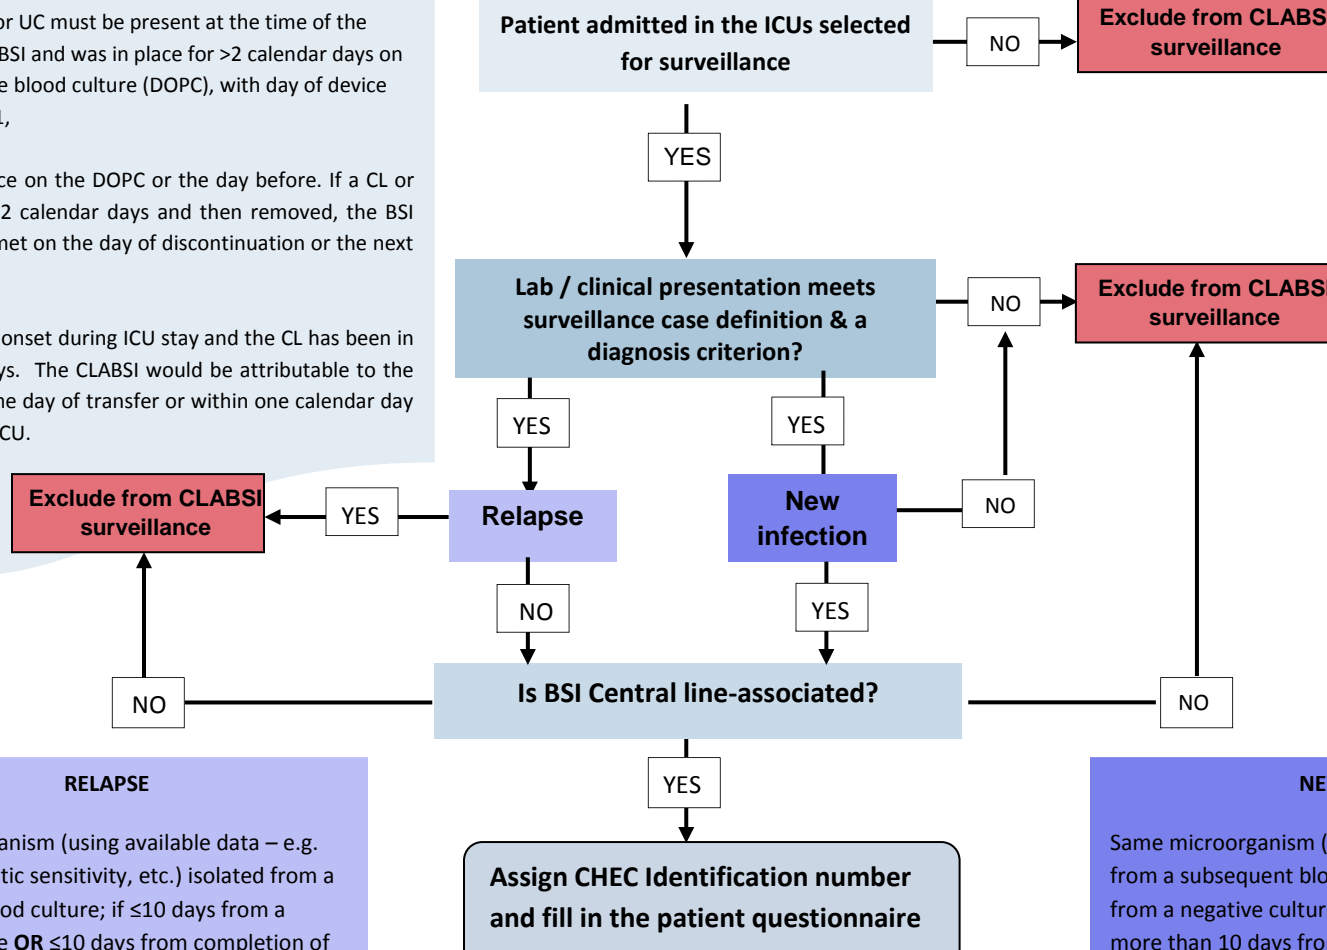 or UC must be present at the time of the
BSI and was in place for >2 calendar days on
e blood culture (DOPC), with day of device
1,
ce on the DOPC or the day before. If a CL or
2 calendar days and then removed, the BSI
met on the day of discontinuation or the next
onset during ICU stay and the CL has been in
ys. The CLABSI would be attributable to the
ne day of transfer or within one calendar day
CU.
Patient admitted in the ICUs selected
for surveillance
NO
Exclude from CLABSI
surveillance
YES
Lab / clinical presentation meets
surveillance case definition & a
diagnosis criterion?
NO
Exclude from CLABSI
surveillance
YES
YES
Exclude from CLABSI
surveillance
YES
Relapse
New
infection
NO
NO
YES
Is BSI Central line-associated?
NO
NO
YES
RELAPSE
anism (using available data – e.g.
tic sensitivity, etc.) isolated from a
od culture; if ≤10 days from a
e OR ≤10 days from completion of
Assign CHEC Identification number
and fill in the patient questionnaire
NE
Same microorganism (
from a subsequent blo
from a negative cultur
more than 10 days fro